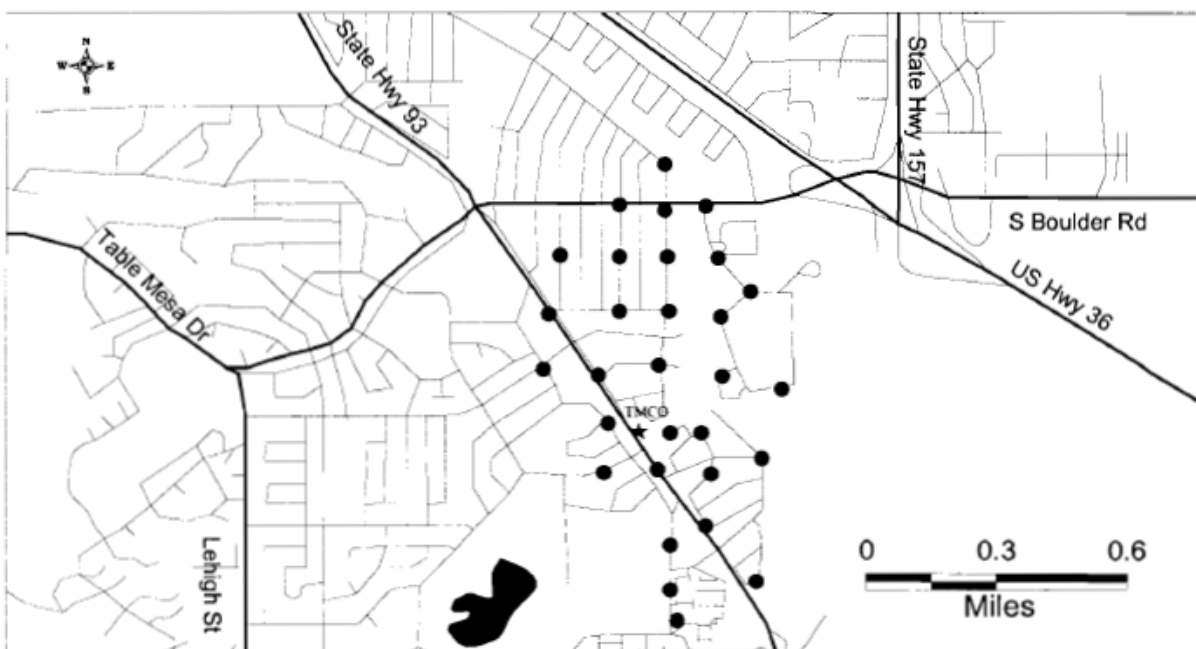 N
W E
S
State Hwy 93
State Hwy 157
S Boulder Rd
US Hwy 36
Table Mesa Dr
TMCO
Lehigh St
0 0.3 0.6
Miles